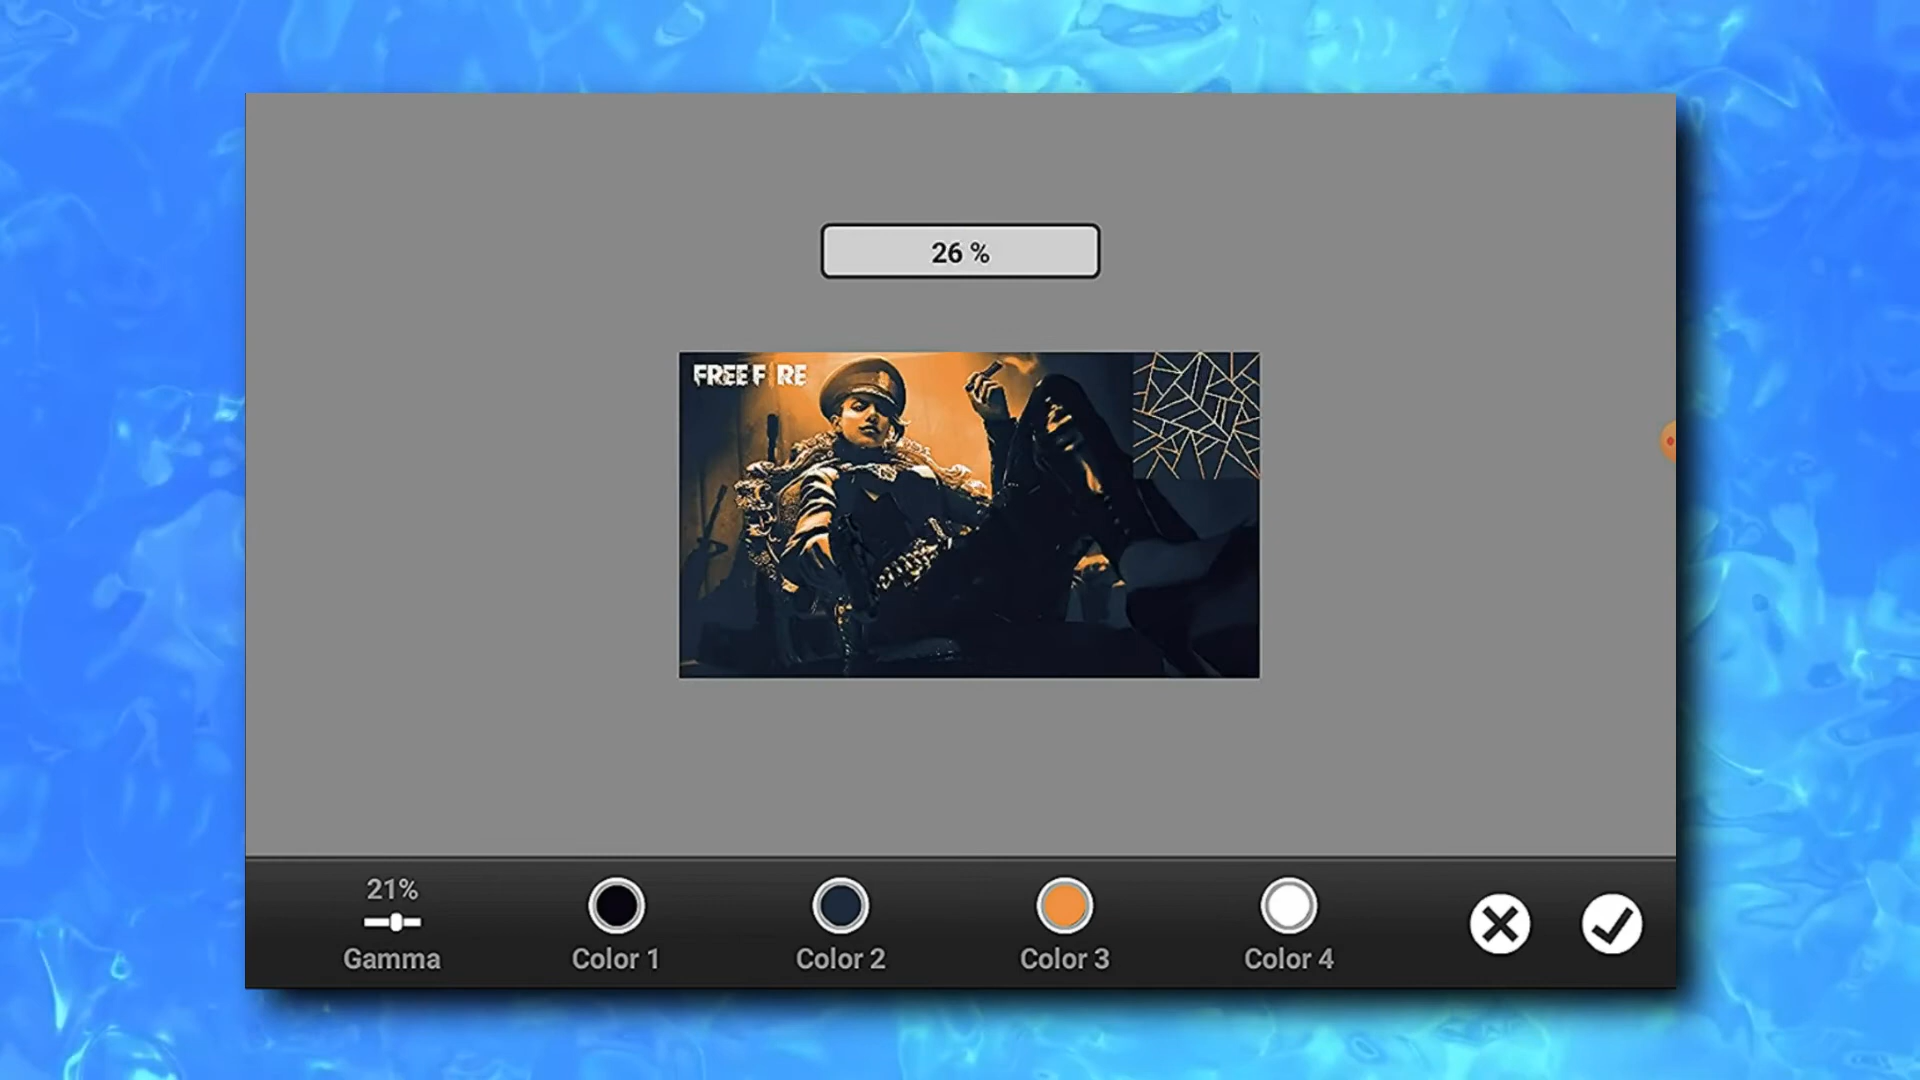 26 %
FREE FIRE
21%
Gamma
Color 1
Color 2
Color 3
Color 4